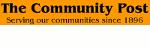 The Community Post
Serving our communities since 1896